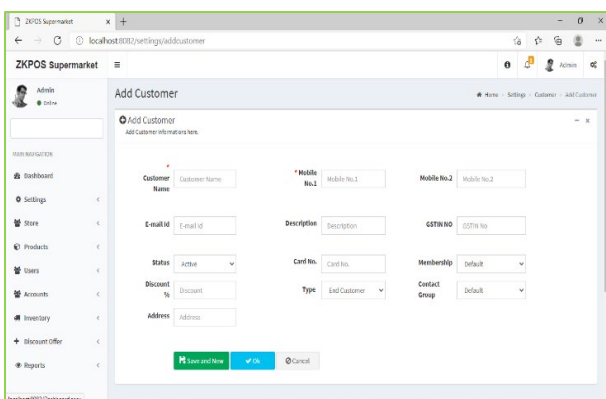 ZKPOS Supermarket
localhost:8082/settings/addcustomer
ZKPOS Supermarket
Admin
Admin
Online
Add Customer
Home > Settings > Customer > Add Customer
Add Customer
Add Customer informations here.
MAIN NAVIGATION
Dashboard
Settings
Store
Products
Users
Accounts
Inventory
Discount Offer
Reports
* Customer Name
Customer Name
* Mobile No.1
Mobile No.1
Mobile No.2
Mobile No.2
E-mail Id
E-mail Id
Description
Description
GSTIN NO
GSTIN No
Status
Active
Card No.
Card No.
Membership
Default
Discount %
Discount
Type
End Customer
Contact Group
Default
Address
Address
Save and New
Ok
Cancel